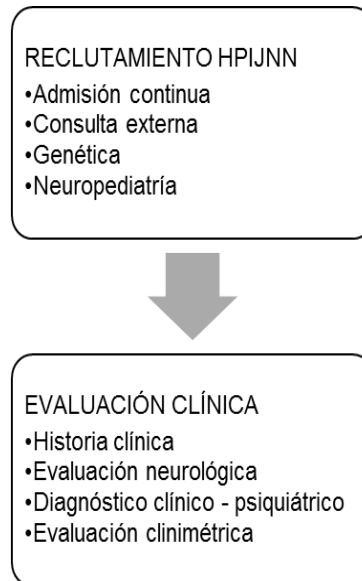 RECLUTAMIENTO HPIJNN
•Admisión continua
•Consulta externa
•Genética
•Neuropediatría
EVALUACIÓN CLÍNICA
•Historia clínica
•Evaluación neurológica
•Diagnóstico clínico - psiquiátrico
•Evaluación clinimétrica